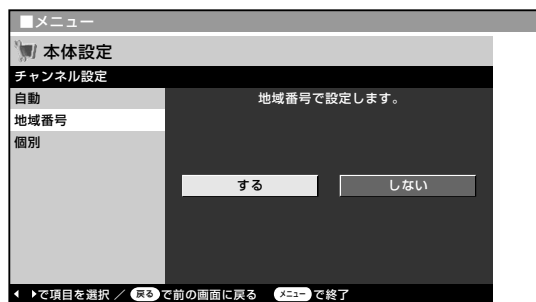 ■メニュー
本体設定
チャンネル設定
自動
地域番号
個別
地域番号で設定します。
する
しない
で項目を選択 ／ 戻る で前の画面に戻る メニュー で終了